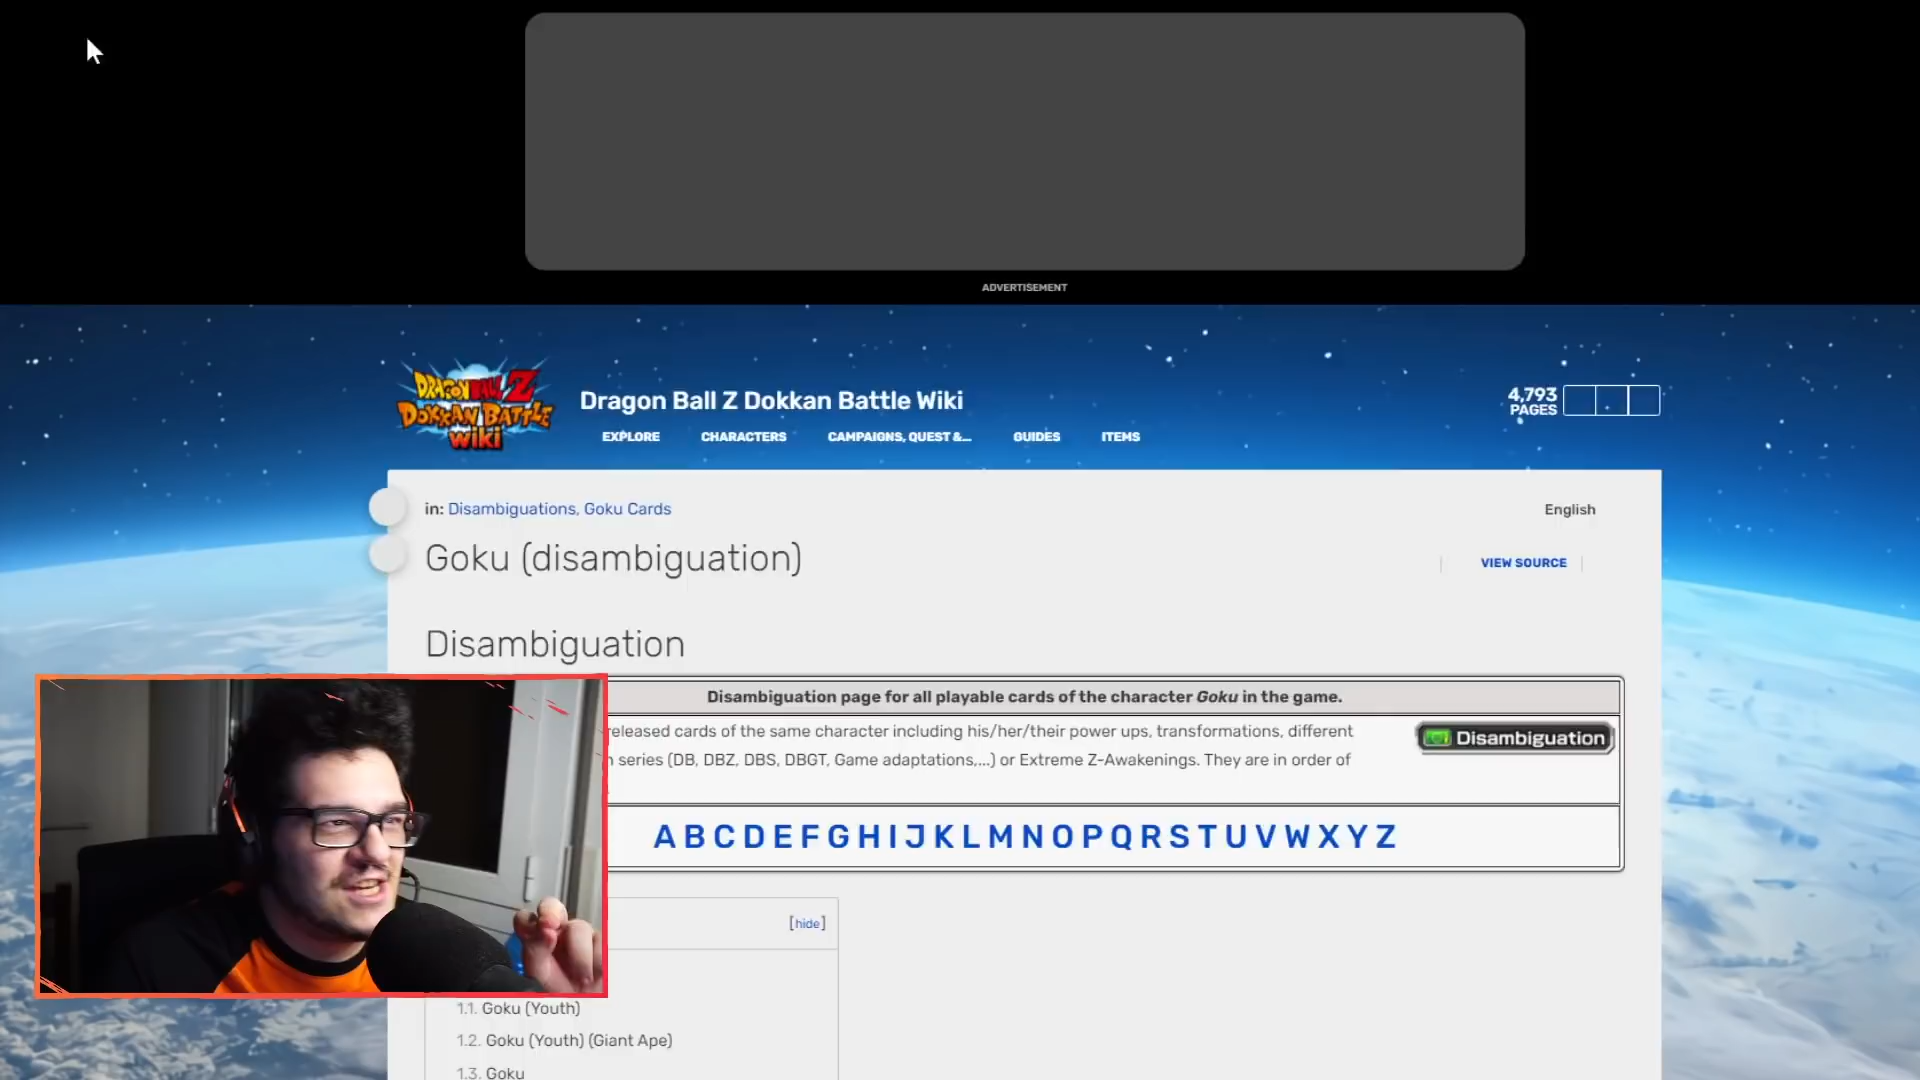 ADVERTISEMENT
DRAGON BALL Z
DOKKAN BATTLE
wiki
Dragon Ball Z Dokkan Battle Wiki
4,793
PAGES
EXPLORE CHARACTERS CAMPAIGNS, QUEST &... GUIDES ITEMS
in: Disambiguations, Goku Cards
English
Goku (disambiguation)
VIEW SOURCE
Disambiguation
Disambiguation page for all playable cards of the character Goku in the game.
released cards of the same character including his/her/their power ups, transformations, different
series (DB, DBZ, DBS, DBGT, Game adaptations,...) or Extreme Z-Awakenings. They are in order of
Disambiguation
A B C D E F G H I J K L M N O P Q R S T U V W X Y Z
[hide]
1.1. Goku (Youth)
1.2. Goku (Youth) (Giant Ape)
1.3. Goku